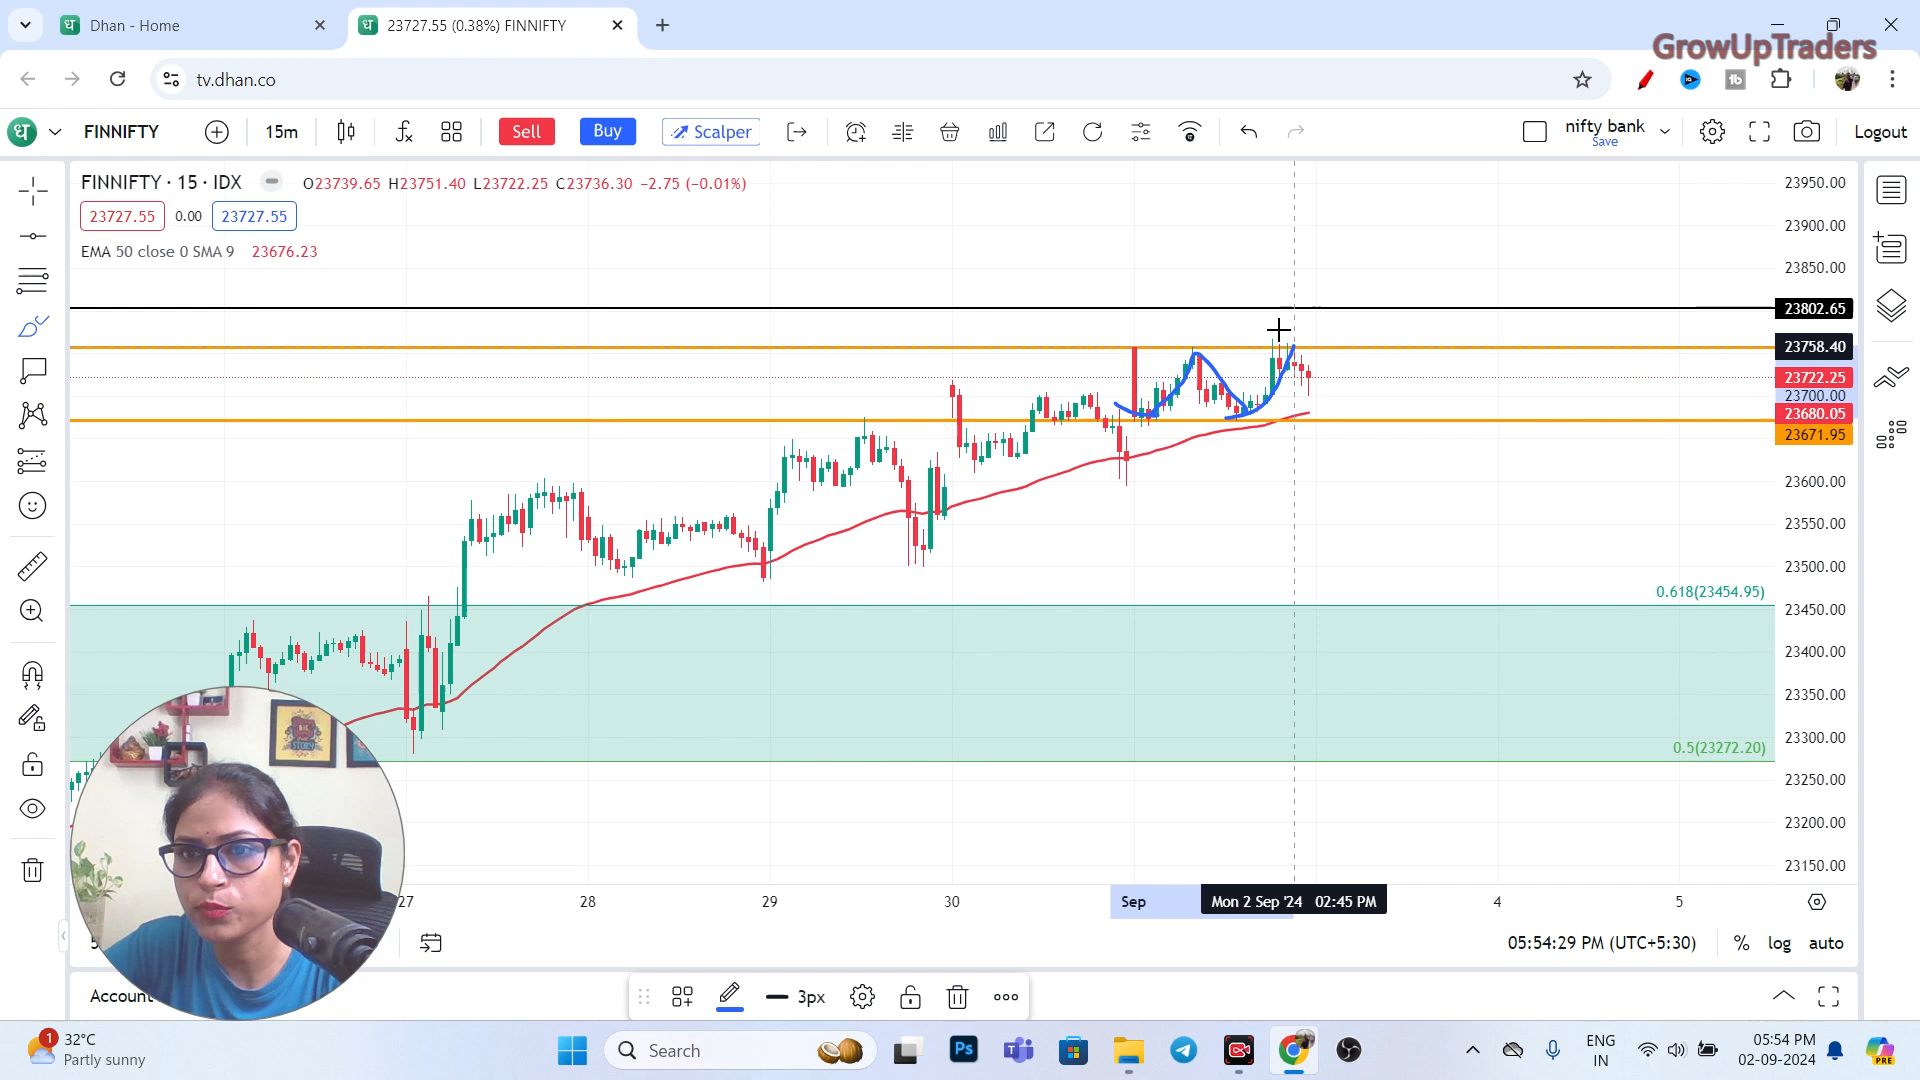 Dhan - Home
23727.55 (0.38%) FINNIFTY
GrowUpTraders
tv.dhan.co
FINNIFTY
15m
Sell
Buy
Scalper
nifty bank
Save
Logout
FINNIFTY · 15 · IDX
O23739.65 H23751.40 L23722.25 C23736.30 −2.75 (−0.01%)
23727.55
0.00
23727.55
EMA 50 close 0 SMA 9 23676.23
23950.00
23900.00
23850.00
23802.65
23758.40
23722.25
23700.00
23680.05
23671.95
23600.00
23550.00
23500.00
0.618(23454.95)
23450.00
23400.00
23350.00
0.5(23272.20)
23300.00
23250.00
23200.00
23150.00
27
28
29
30
Sep
Mon 2 Sep '24 02:45 PM
4
5
05:54:29 PM (UTC+5:30)
%
log
auto
Account
3px
1
32°C
Partly sunny
Search
Ps
ENG
IN
05:54 PM
02-09-2024
PRE